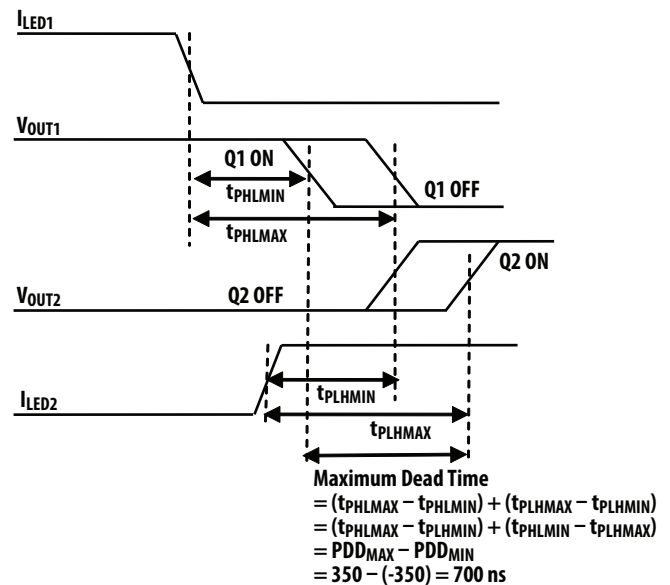 ILED1
VOUT1
Q1 ON
tPHLMIN
Q1 OFF
tPHLMAX
Q2 ON
VOUT2
Q2 OFF
tPLHMIN
ILED2
tPLHMAX
Maximum Dead Time
= (tPHLMAX – tPHLMIN) + (tPLHMAX – tPLHMIN)
= (tPHLMAX – tPHLMIN) + (tPLHMIN – tPLHMAX)
= PDDMAX – PDDMIN
= 350 – (-350) = 700 ns